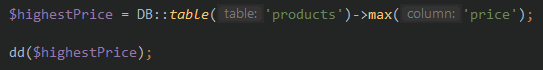 $highestPrice = DB::table( table: 'products')->max( column: 'price');
dd($highestPrice);